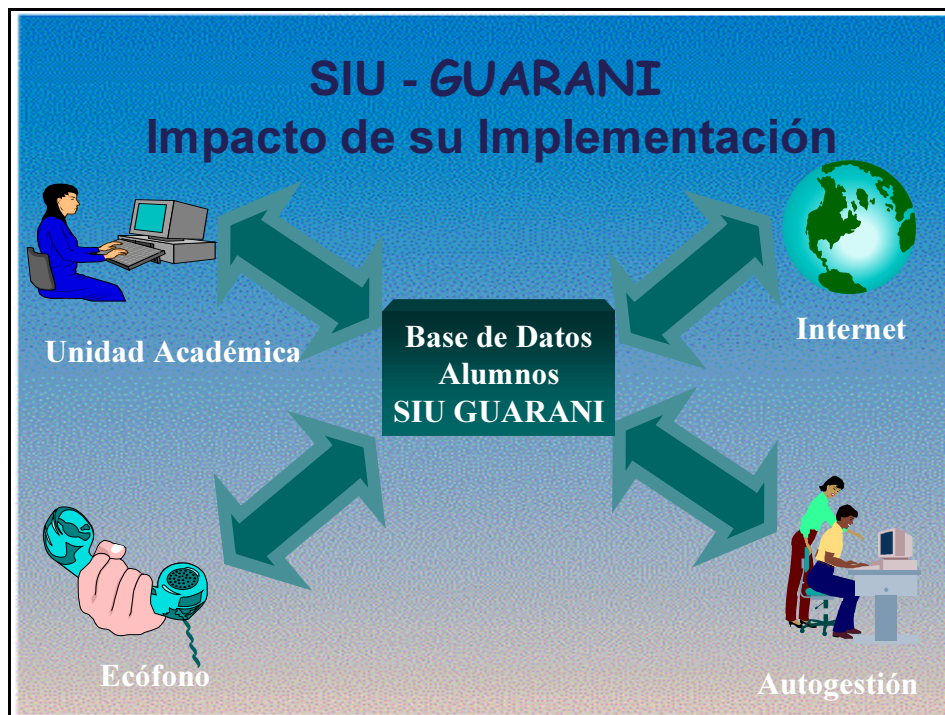 SIU - GUARANI
Impacto de su Implementación
Unidad Académica
Internet
Base de Datos
Alumnos
SIU GUARANI
Ecófono
Autogestión